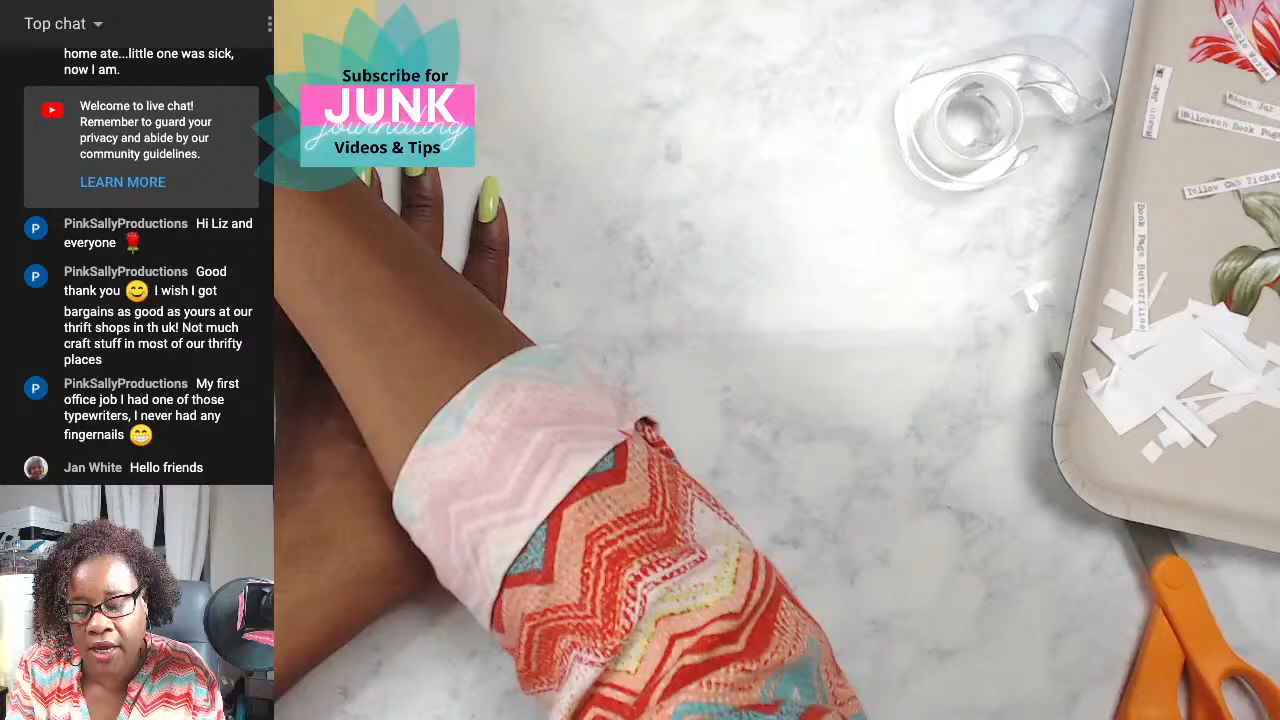 Top chat
home ate...little one was sick,
now I am.
Welcome to live chat!
Remember to guard your
privacy and abide by our
community guidelines.
LEARN MORE
P
PinkSallyProductions Hi Liz and
everyone 🌹
P
PinkSallyProductions Good
thank you 😊 I wish I got
bargains as good as yours at our
thrift shops in th uk! Not much
craft stuff in most of our thrifty
places
P
PinkSallyProductions My first
office job I had one of those
typewriters, I never had any
fingernails 😁
Jan White Hello friends
Subscribe for
JUNK
journaling
Videos & Tips
Mason Jar
Mason Jar
Halloween Book Page
Yellow Cab Ticket
Book Page Butterflies